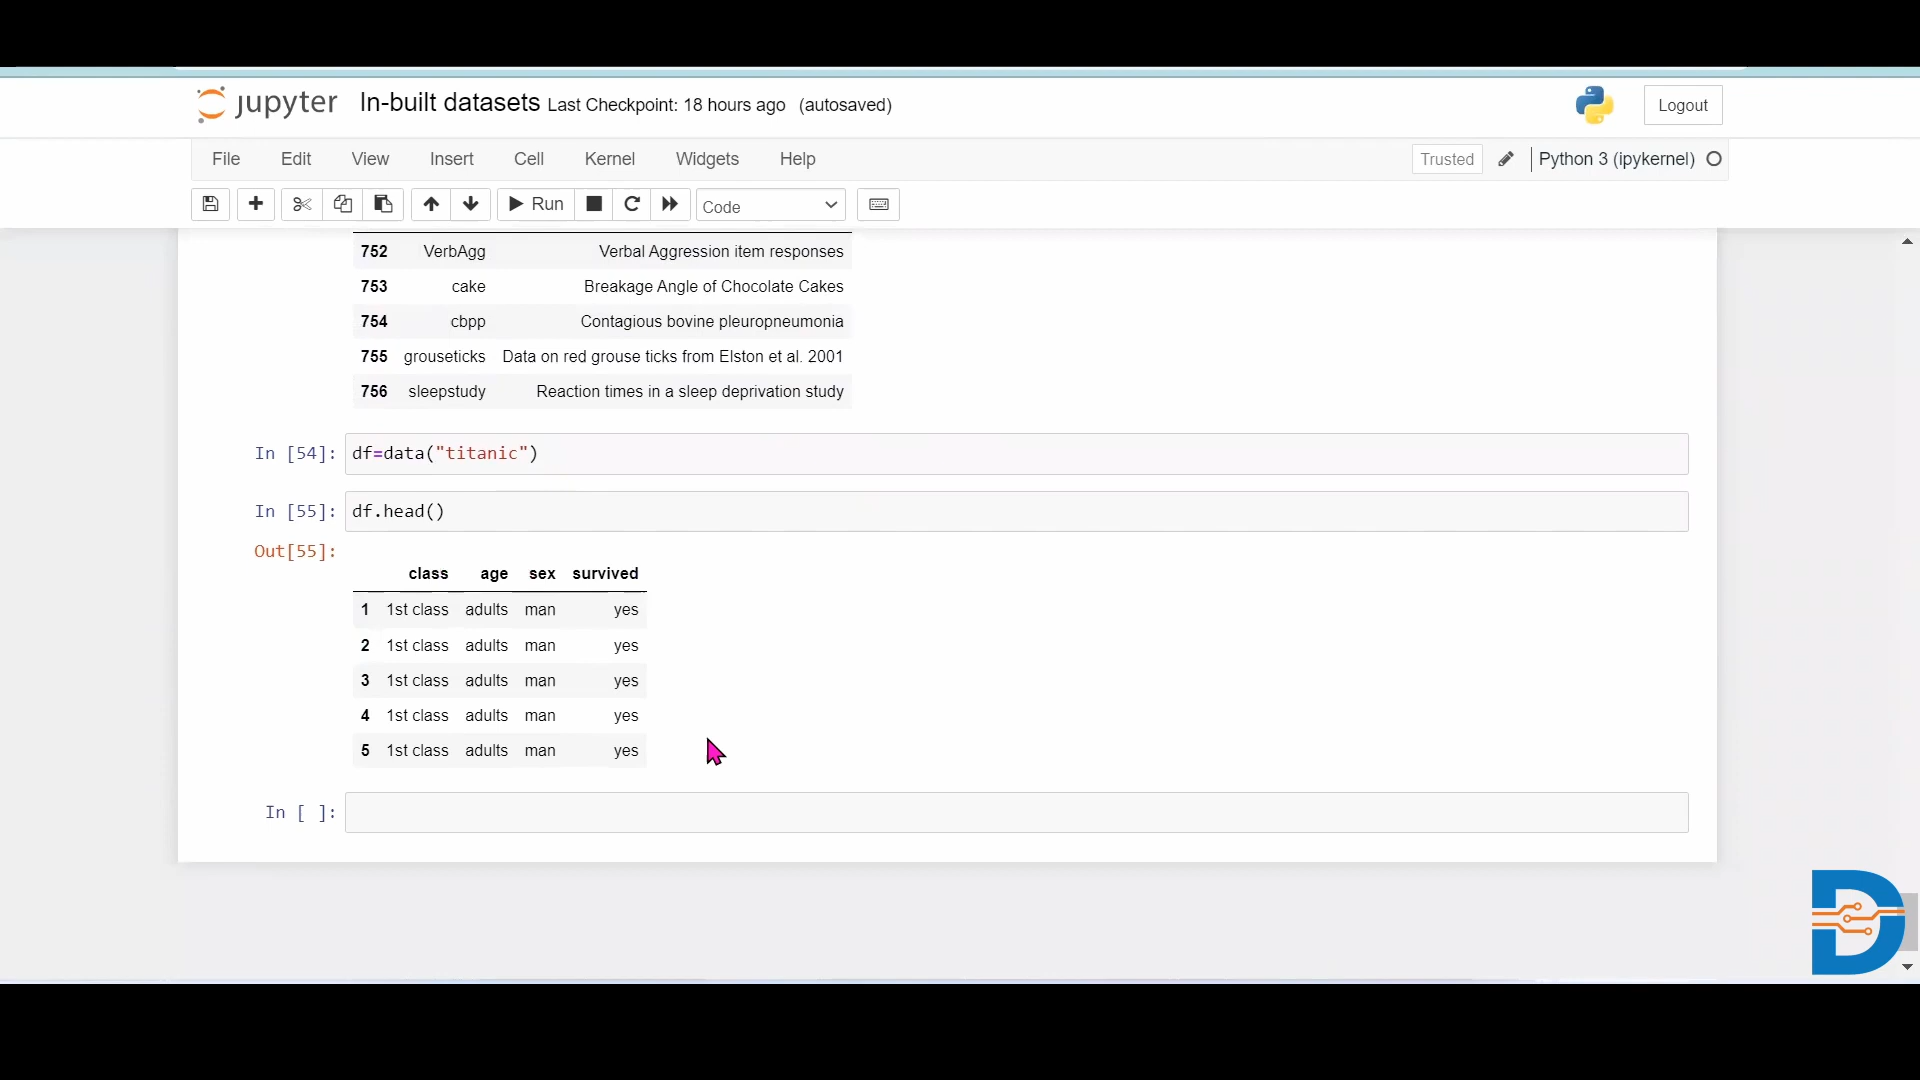 jupyter In-built datasets Last Checkpoint: 18 hours ago (autosaved) Logout
File Edit View Insert Cell Kernel Widgets Help Trusted Python 3 (ipykernel)
Run Code
752 VerbAgg Verbal Aggression item responses
753 cake Breakage Angle of Chocolate Cakes
754 cbpp Contagious bovine pleuropneumonia
755 grouseticks Data on red grouse ticks from Elston et al. 2001
756 sleepstudy Reaction times in a sleep deprivation study
In [54]: df=data("titanic")
In [55]: df.head()
Out[55]:
class age sex survived
1 1st class adults man yes
2 1st class adults man yes
3 1st class adults man yes
4 1st class adults man yes
5 1st class adults man yes
In [ ]:
D